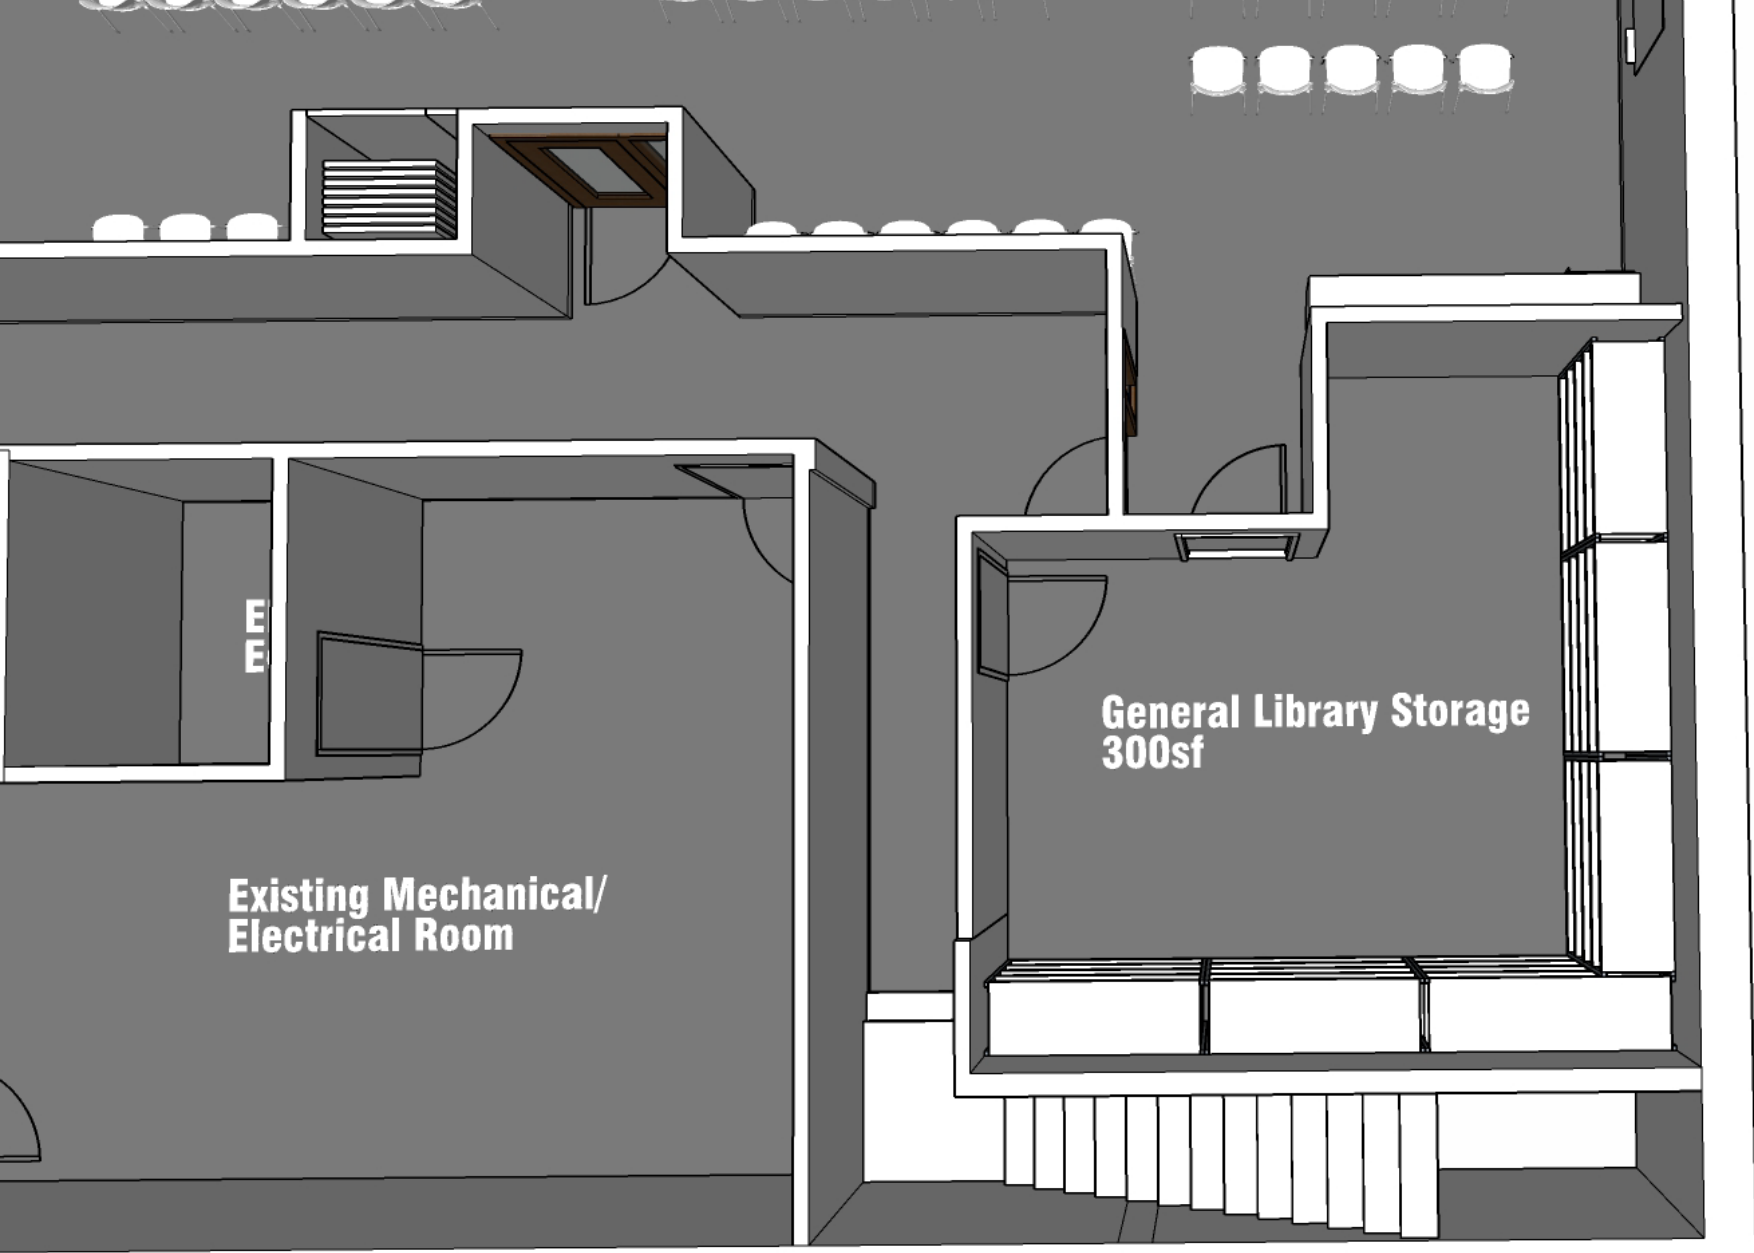 E
E
General Library Storage
300sf
Existing Mechanical/
Electrical Room